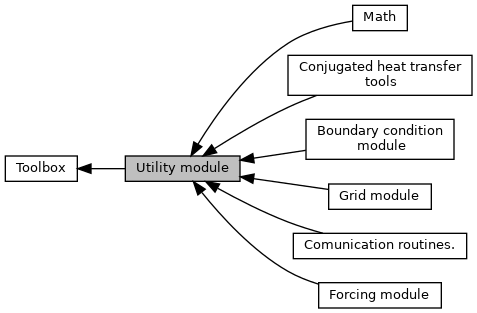 Math
Conjugated heat transfer
tools
Boundary condition
module
Toolbox
Utility module
Grid module
Comunication routines.
Forcing module